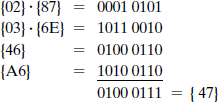 {02} · {87} = 0001 0101
{03} · {6E} = 1011 0010
{46} = 0100 0110
{A6} = 1010 0110
0100 0111 = { 47}